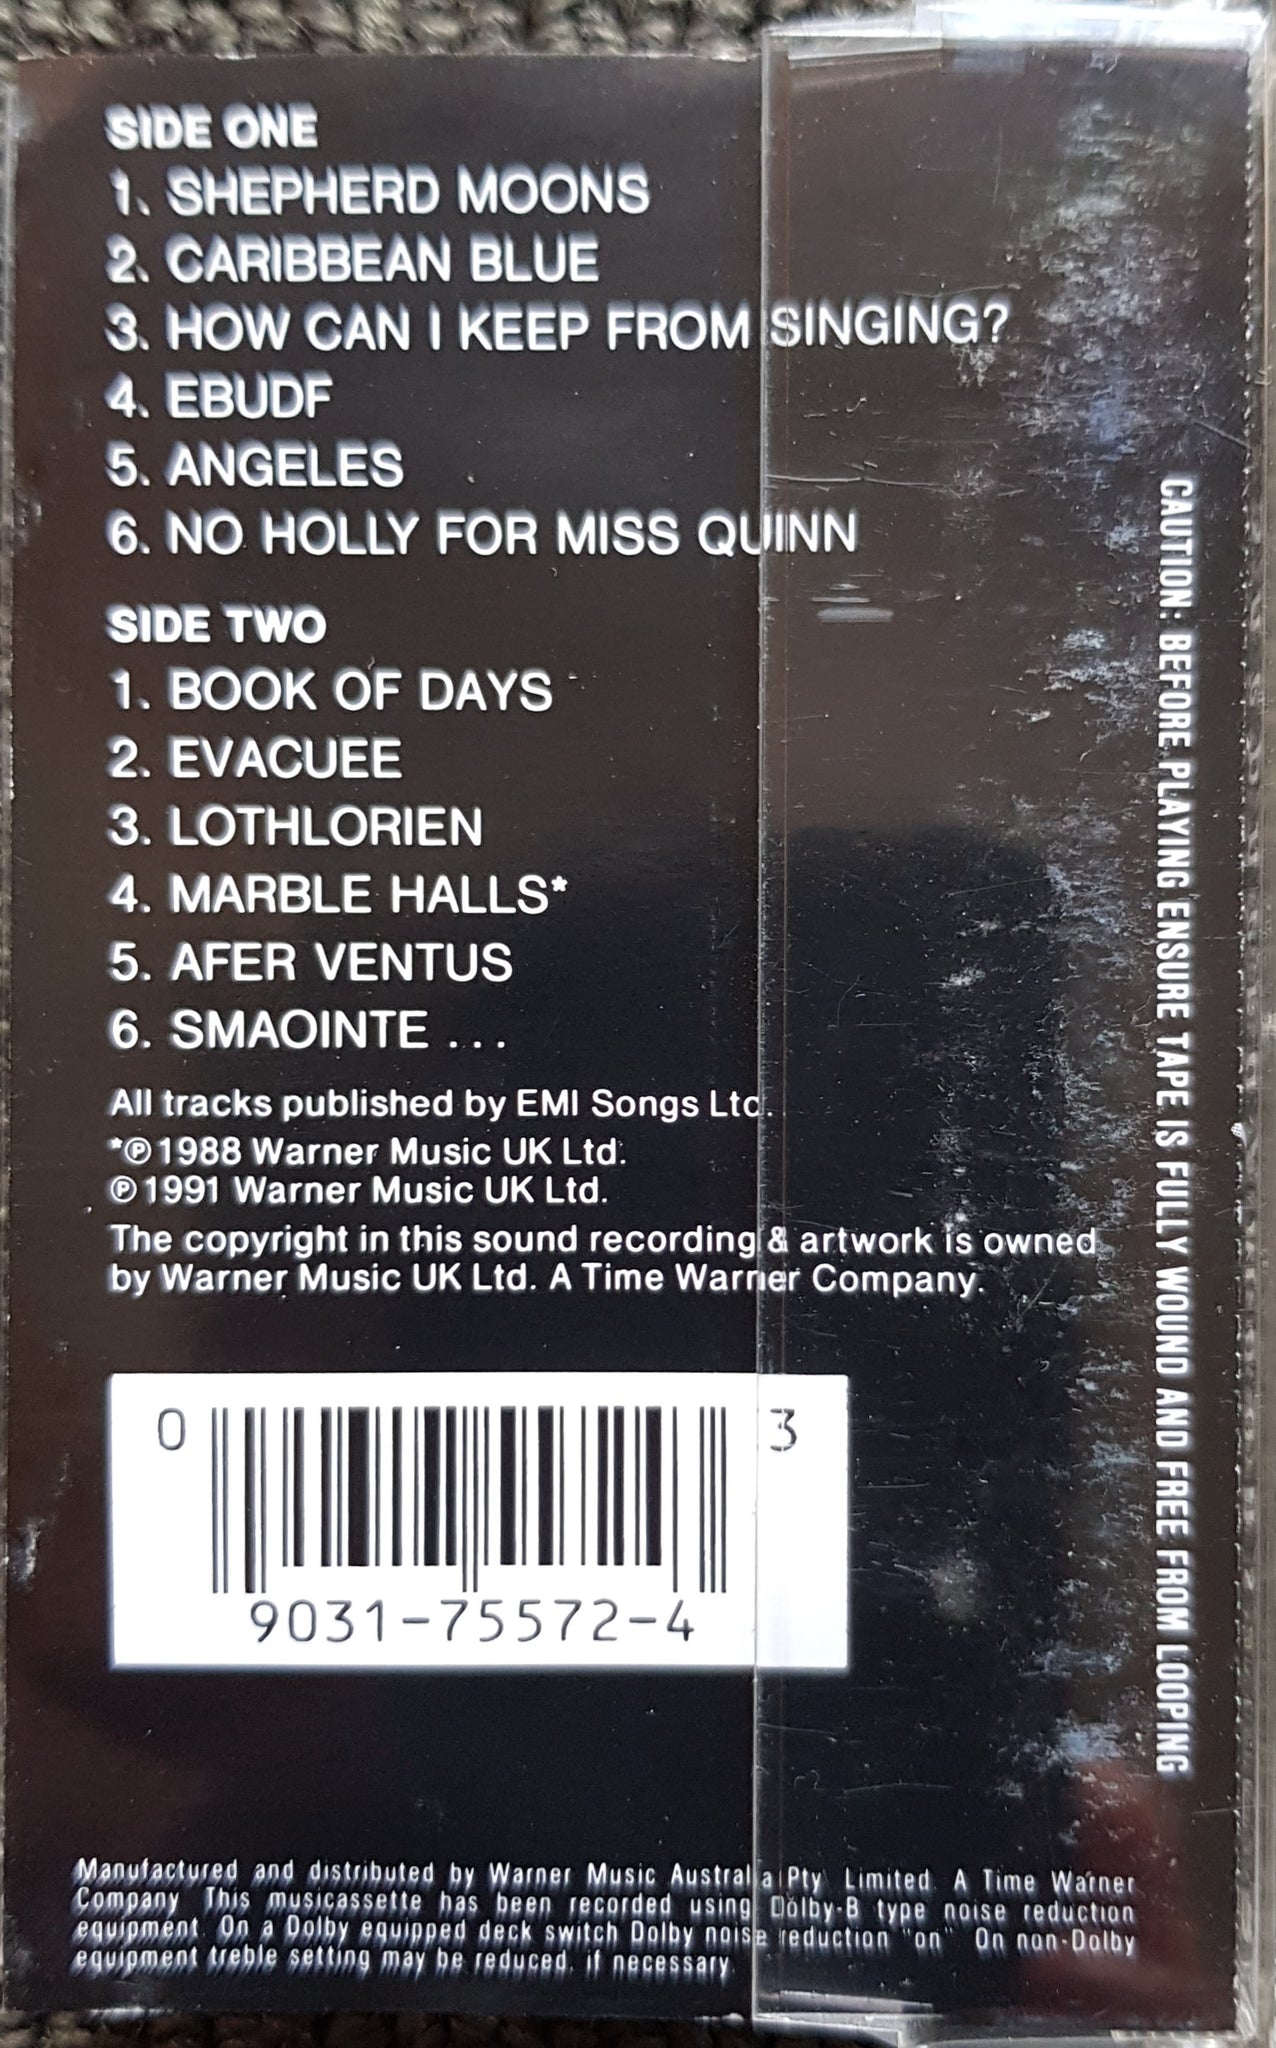 SIDE ONE
1. SHEPHERD MOONS
2. CARIBBEAN BLUE
3. HOW CAN I KEEP FROM SINGING?
4. EBUDF
5. ANGELES
6. NO HOLLY FOR MISS QUINN
SIDE TWO
1. BOOK OF DAYS
2. EVACUEE
3. LOTHLORIEN
4. MARBLE HALLS*
5. AFER VENTUS
6. SMAOINTE ...
All tracks published by EMI Songs Ltd.
*℗ 1988 Warner Music UK Ltd.
℗ 1991 Warner Music UK Ltd.
The copyright in this sound recording & artwork is owned
by Warner Music UK Ltd. A Time Warner Company.
0 3
9031-75572-4
Manufactured and distributed by Warner Music Australia Pty Limited. A Time Warner
Company This musicassette has been recorded using Dolby-B type noise reduction
equipment. On a Dolby equipped deck switch Dolby noise reduction "on" On non-Dolby
equipment treble setting may be reduced, if necessary.
CAUTION: BEFORE PLAYING ENSURE TAPE IS FULLY WOUND AND FREE FROM LOOPING